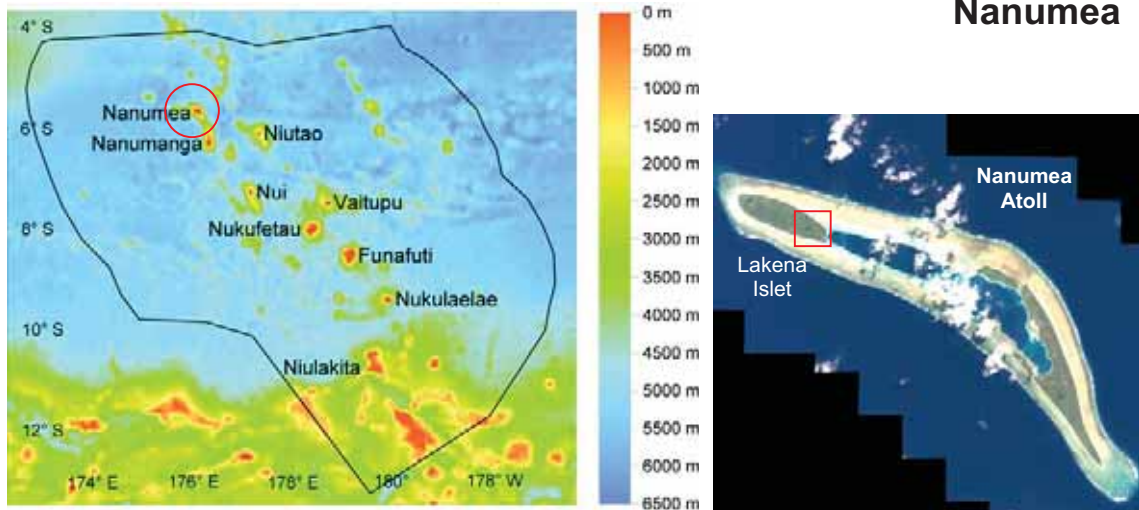 Nanumea
4° S
Nanumea
6° S
Niutao
Nanumanga
Nui
Vaitupu
8° S
Nukufetau
Funafuti
Nukulaelae
10° S
Niulakita
12° S
174° E
176° E
178° E
180°
178° W
0 m
500 m
1000 m
1500 m
2000 m
2500 m
3000 m
3500 m
4000 m
4500 m
5000 m
5500 m
6000 m
6500 m
Nanumea
Atoll
Lakena
Islet